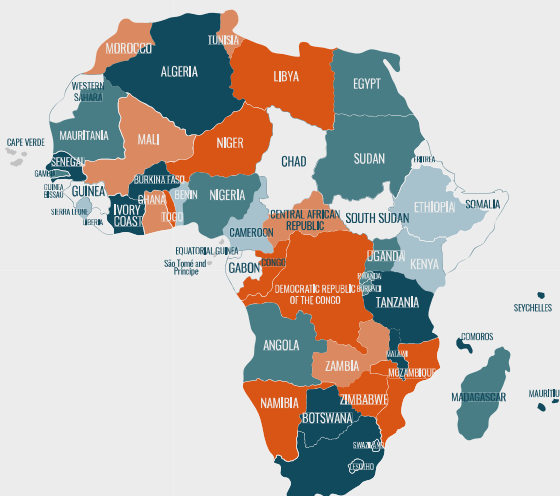 MOROCCO
TUNISIA
ALGERIA
LIBYA
EGYPT
WESTERN
SAHARA
MAURITANIA
MALI
NIGER
CHAD
SUDAN
ERITREA
CAPE VERDE
SENEGAL
GAMBIA
GUINEA
BISSAU
GUINEA
SIERRA LEONE
LIBERIA
IVORY
COAST
BURKINA FASO
GHANA
TOGO
BENIN
NIGERIA
CAMEROON
CENTRAL AFRICAN
REPUBLIC
SOUTH SUDAN
ETHIOPIA
SOMALIA
EQUATORIAL GUINEA
São Tomé and
Principe
GABON
CONGO
DEMOCRATIC REPUBLIC
OF THE CONGO
UGANDA
RWANDA
BURUNDI
KENYA
TANZANIA
SEYCHELLES
COMOROS
ANGOLA
ZAMBIA
MALAWI
MOZAMBIQUE
MADAGASCAR
NAMIBIA
ZIMBABWE
BOTSWANA
LESOTHO